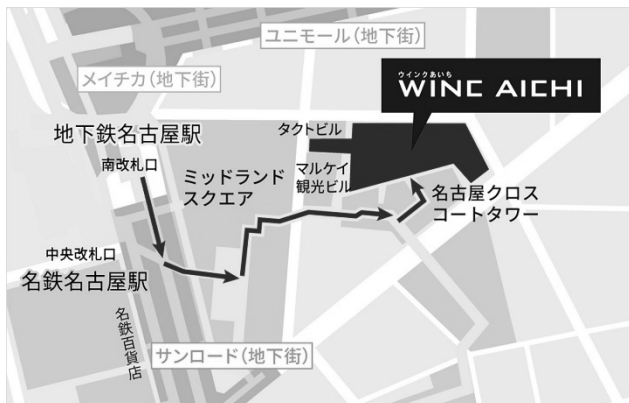 ユニモール(地下街)
メイチカ(地下街)
ウインクあいち
WINC AICHI
地下鉄名古屋駅
南改札口
タクトビル
ミッドランド
スクエア
マルケイ
観光ビル
名古屋クロス
コートタワー
中央改札口
名鉄名古屋駅
名鉄百貨店
サンロード(地下街)